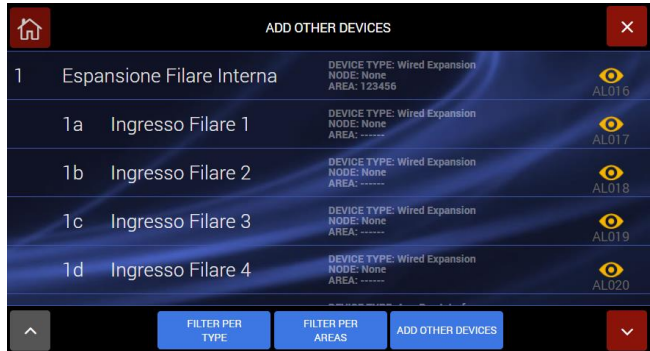 ADD OTHER DEVICES
1 Espansione Filare Interna
DEVICE TYPE: Wired Expansion
NODE: None
AREA: 123456
AL016
1a Ingresso Filare 1
DEVICE TYPE: Wired Expansion
NODE: None
AREA: ------
AL017
1b Ingresso Filare 2
DEVICE TYPE: Wired Expansion
NODE: None
AREA: ------
AL018
1c Ingresso Filare 3
DEVICE TYPE: Wired Expansion
NODE: None
AREA: ------
AL019
1d Ingresso Filare 4
DEVICE TYPE: Wired Expansion
NODE: None
AREA: ------
AL020
FILTER PER
TYPE
FILTER PER
AREAS
ADD OTHER DEVICES